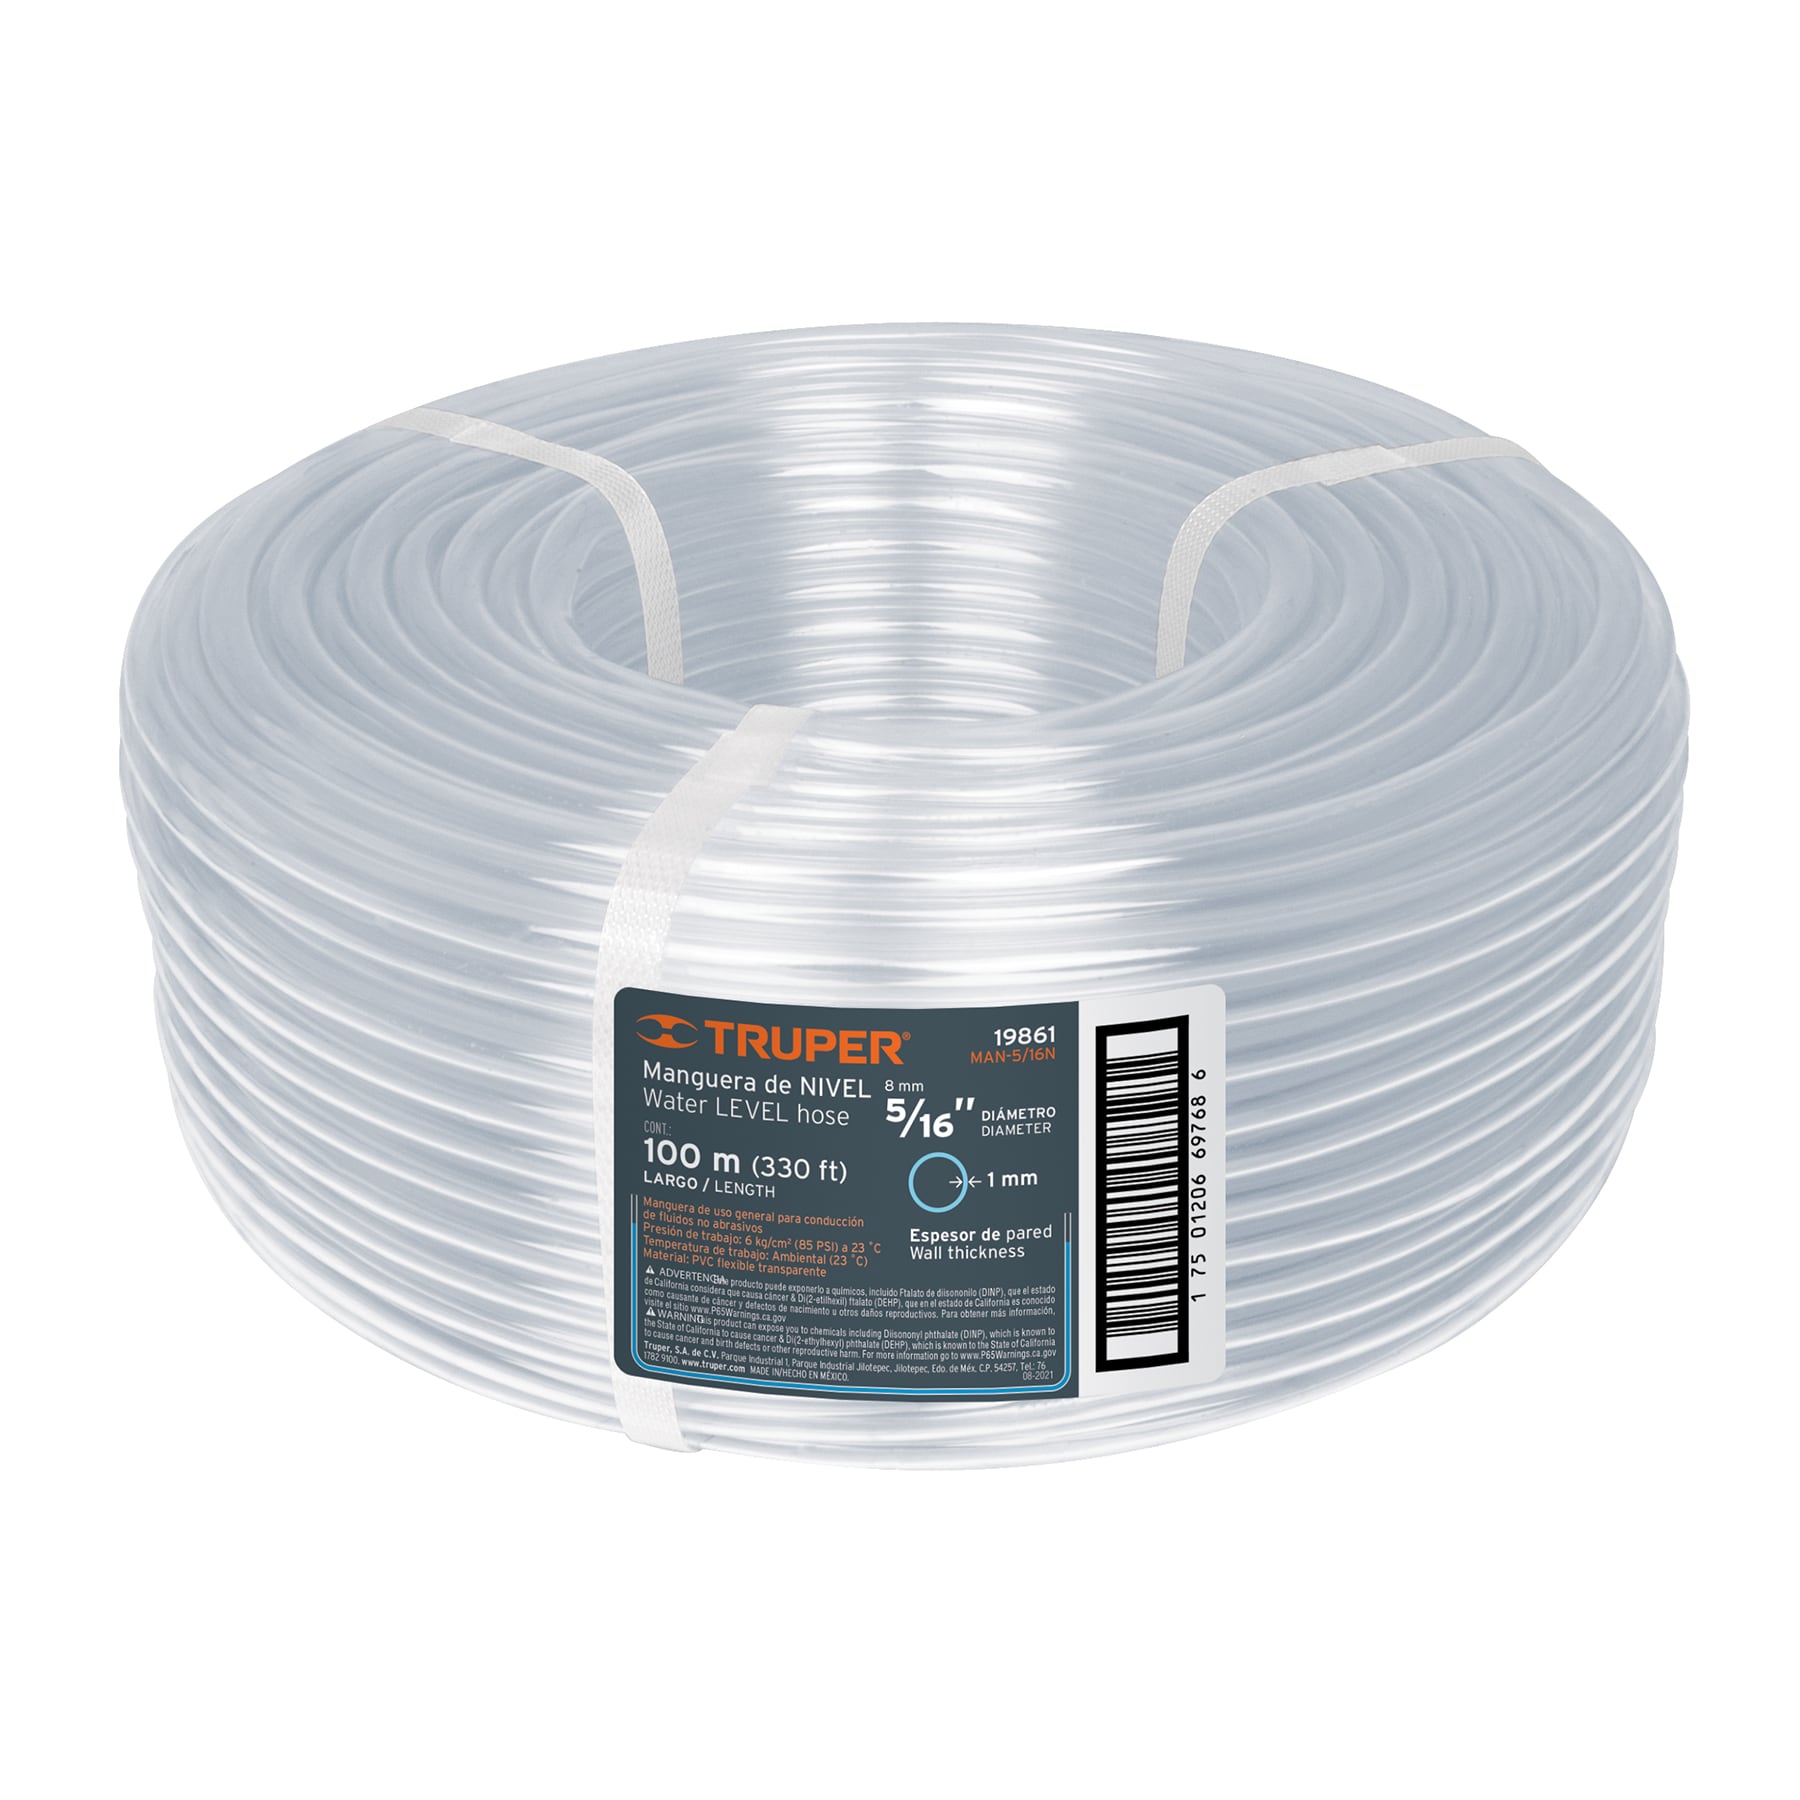 TRUPER®
19861
MAN-5/16N
Manguera de NIVEL
Water LEVEL hose
8 mm
5/16" DIÁMETRO
DIAMETER
CONT.:
100 m (330 ft)
LARGO / LENGTH
1 mm
Espesor de pared
Wall thickness
Manguera de uso general para conducción
de fluidos no abrasivos
Presión de trabajo: 6 kg/cm² (85 PSI) a 23 °C
Temperatura de trabajo: Ambiental (23 °C)
Material: PVC flexible transparente
ADVERTENCIA: Este producto puede exponerlo a químicos, incluido Ftalato de diisononilo (DINP), que el estado
de California considera que causa cáncer & Di(2-etilhexil) ftalato (DEHP), que en el estado de California es conocido
como causante de cáncer y defectos de nacimiento u otros daños reproductivos. Para obtener más información,
visite el sitio www.P65Warnings.ca.gov
WARNING: This product can expose you to chemicals including Diisononyl phthalate (DINP), which is known to
the State of California to cause cancer & Di(2-ethylhexyl) phthalate (DEHP), which is known to the State of California
to cause cancer and birth defects or other reproductive harm. For more information go to www.P65Warnings.ca.gov
Truper, S.A. de C.V. Parque Industrial 1, Parque Industrial Jilotepec, Jilotepec, Edo. de Méx. C.P. 54257, Tel.: 76
1782 9100. www.truper.com MADE IN/HECHO EN MÉXICO. 08-2021
1 75 01206 69768 6